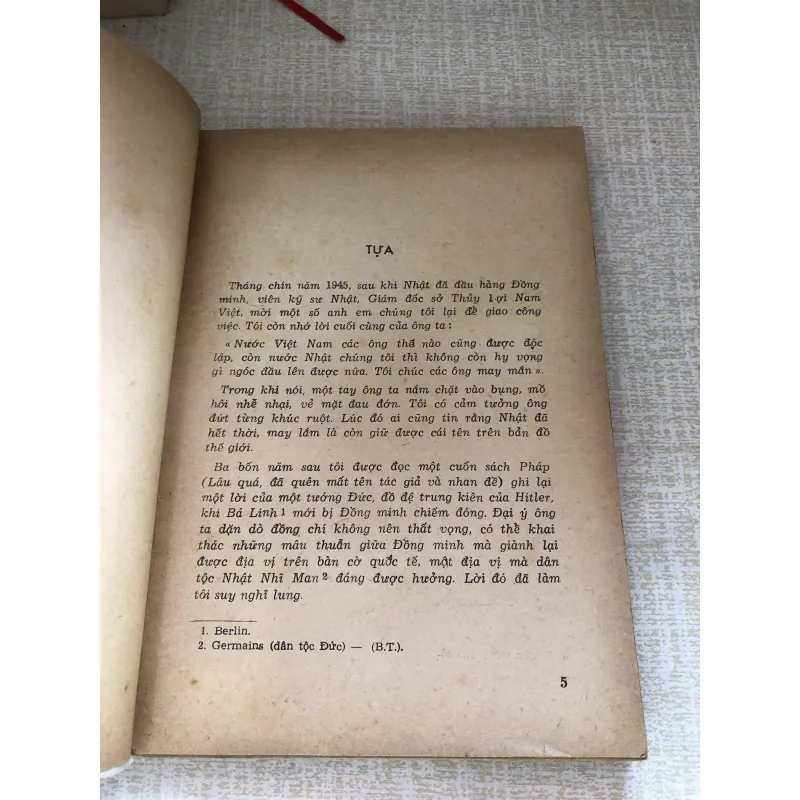 TỰA
Tháng chín năm 1945, sau khi Nhật đã đầu hàng Đồng
minh, viên kỹ sư Nhật, Giám đốc sở Thủy Lợi Nam
Việt, mời một số anh em chúng tôi lại để giao công
việc. Tôi còn nhớ lời cuối cùng của ông ta :
« Nước Việt Nam các ông thế nào cũng được độc
lập, còn nước Nhật chúng tôi thì không còn hy vọng
gì ngóc đầu lên được nữa. Tôi chúc các ông may mắn ».
Trong khi nói, một tay ông ta nắm chặt vào bụng, mồ
hôi nhễ nhại, vẻ mặt đau đớn. Tôi có cảm tưởng ông
đứt từng khúc ruột. Lúc đó ai cũng tin rằng Nhật đã
hết thời, may lắm là còn giữ được cái tên trên bản đồ
thế giới.
Ba bốn năm sau tôi được đọc một cuốn sách Pháp
(Lâu quá, đã quên mất tên tác giả và nhan đề) ghi lại
một lời của một tướng Đức, đồ đệ trung kiên của Hitler,
khi Bá Linh 1 mới bị Đồng minh chiếm đóng. Đại ý ông
ta dặn dò đồng chí không nên thất vọng, có thể khai
thác những mâu thuẫn giữa Đồng minh mà giành lại
được địa vị trên bàn cờ quốc tế, một địa vị mà dân
tộc Nhật Nhĩ Man 2 đáng được hưởng. Lời đó đã làm
tôi suy nghĩ lung.
1. Berlin.
2. Germains (dân tộc Đức) — (B.T.).
5